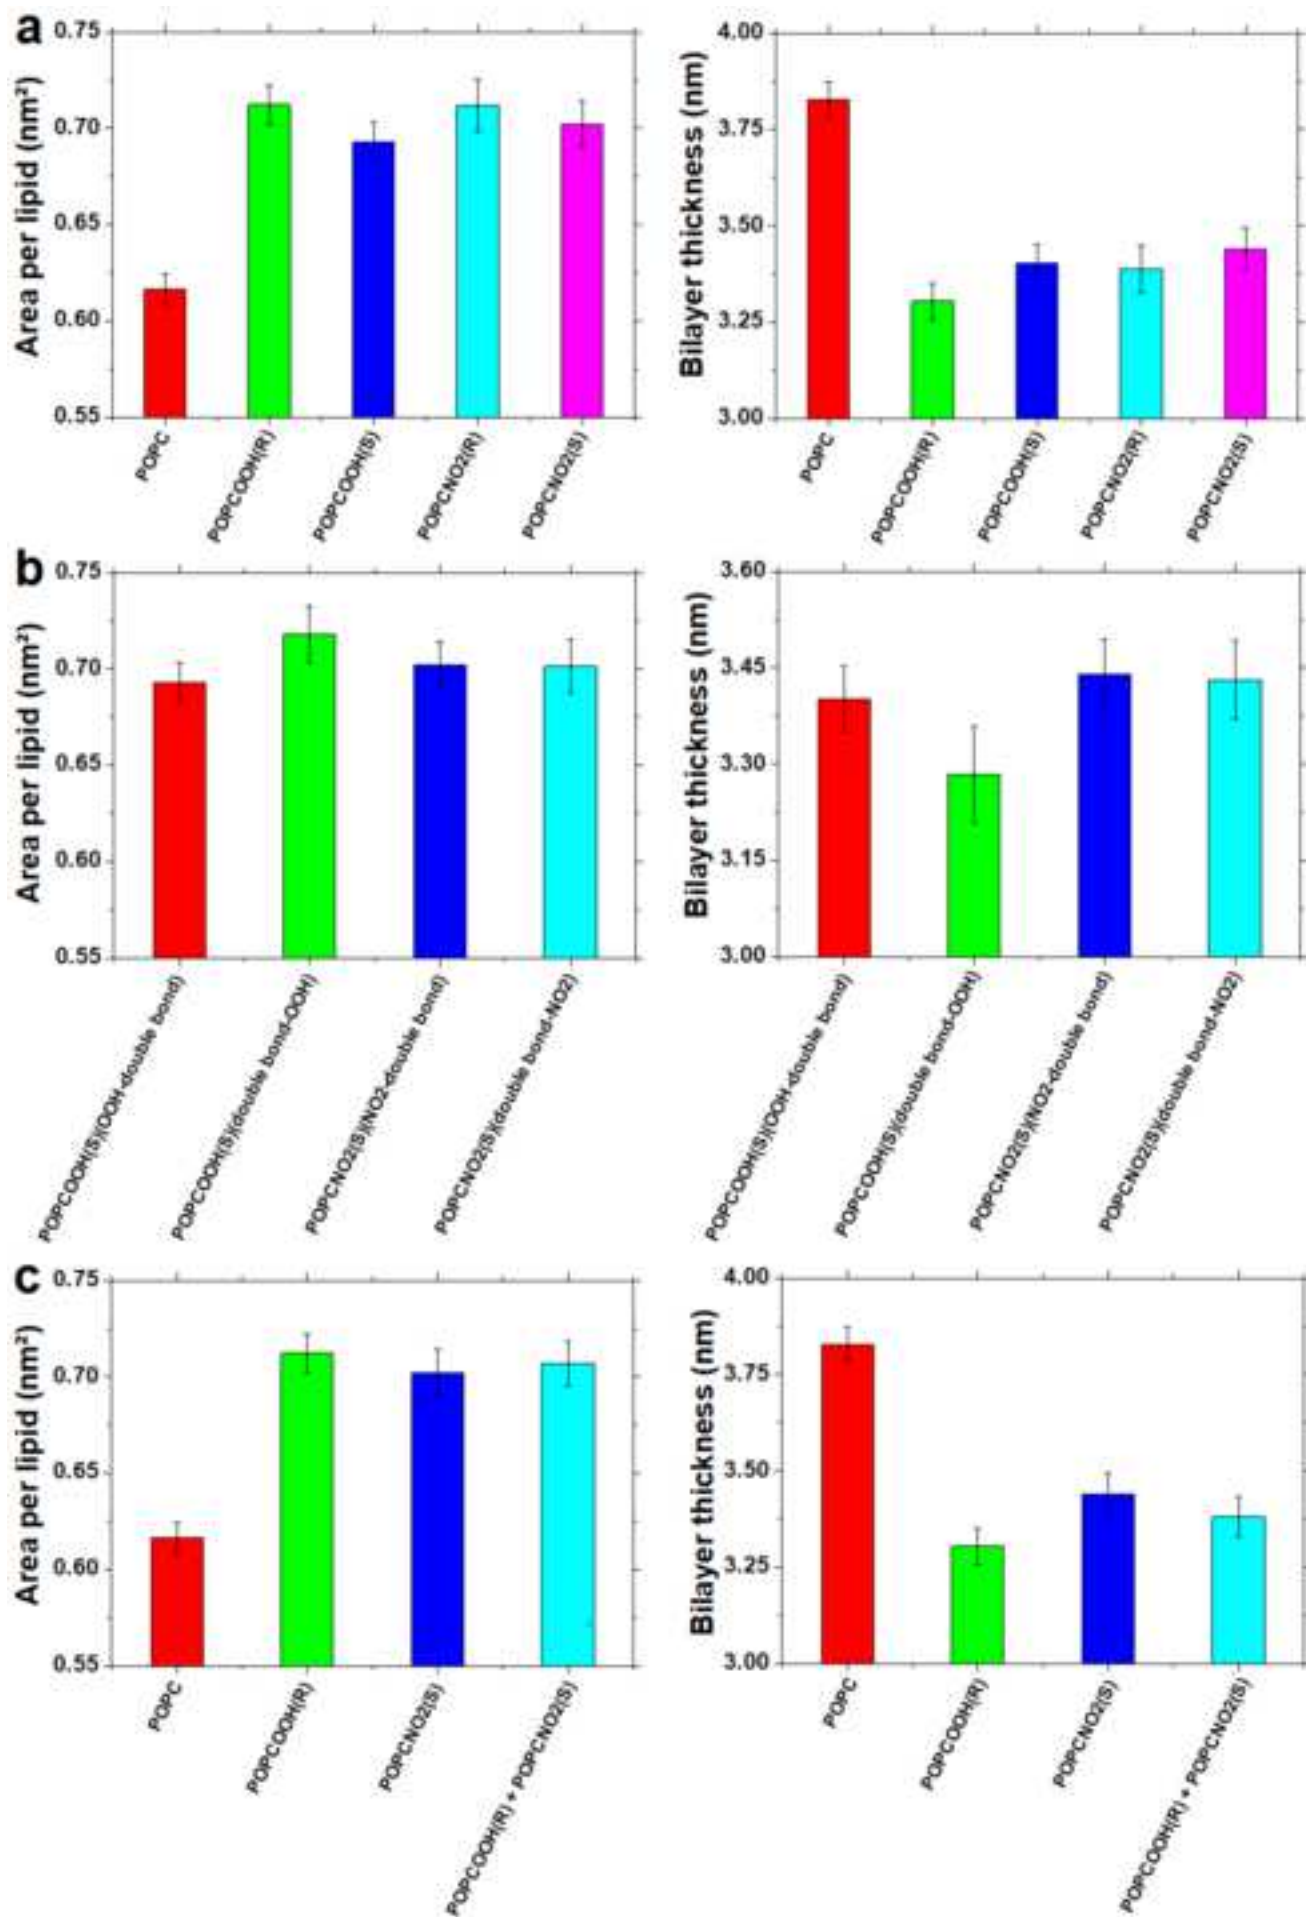 a
Area per lipid (nm²)
0.75
0.70
0.65
0.60
0.55
POPC
POPCOOH(R)
POPCOOH(S)
POPCNO2(R)
POPCNO2(S)
Bilayer thickness (nm)
4.00
3.75
3.50
3.25
3.00
POPC
POPCOOH(R)
POPCOOH(S)
POPCNO2(R)
POPCNO2(S)
b
Area per lipid (nm²)
0.75
0.70
0.65
0.60
0.55
POPCOOH(S)(OOH-double bond)
POPCOOH(S)(double bond-OOH)
POPCNO2(S)(NO2-double bond)
POPCNO2(S)(double bond-NO2)
Bilayer thickness (nm)
3.60
3.45
3.30
3.15
3.00
POPCOOH(S)(OOH-double bond)
POPCOOH(S)(double bond-OOH)
POPCNO2(S)(NO2-double bond)
POPCNO2(S)(double bond-NO2)
c
Area per lipid (nm²)
0.75
0.70
0.65
0.60
0.55
POPC
POPCOOH(R)
POPCNO2(S)
POPCOOH(R) + POPCNO2(S)
Bilayer thickness (nm)
4.00
3.75
3.50
3.25
3.00
POPC
POPCOOH(R)
POPCNO2(S)
POPCOOH(R) + POPCNO2(S)